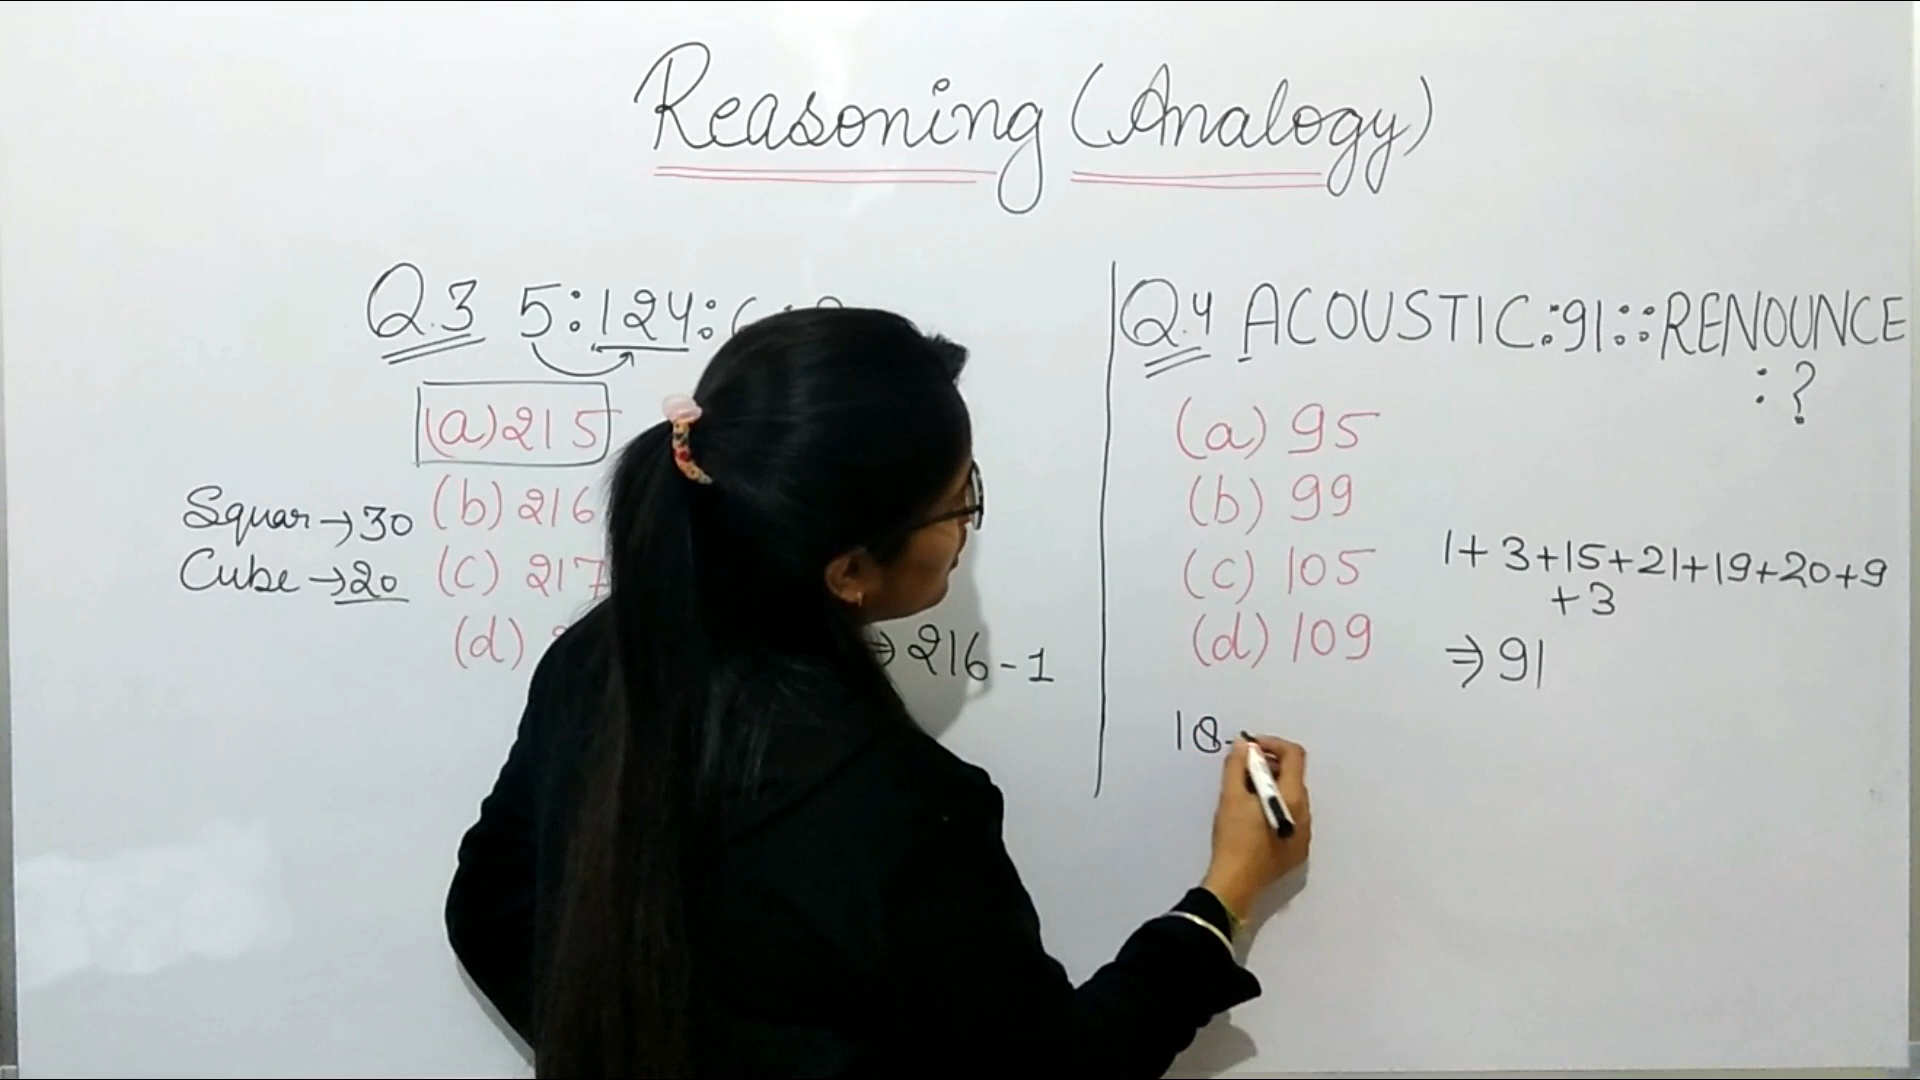 Reasoning (Analogy)
Q.3 5:124:
(a) 215
(b) 216
(c) 217
(d)
Squar → 30
Cube → 20
⇒ 216-1
Q.4 ACOUSTIC:91::RENOUNCE
:?
(a) 95
(b) 99
(c) 105
(d) 109
1+3+15+21+19+20+9
+3
⇒ 91
18-